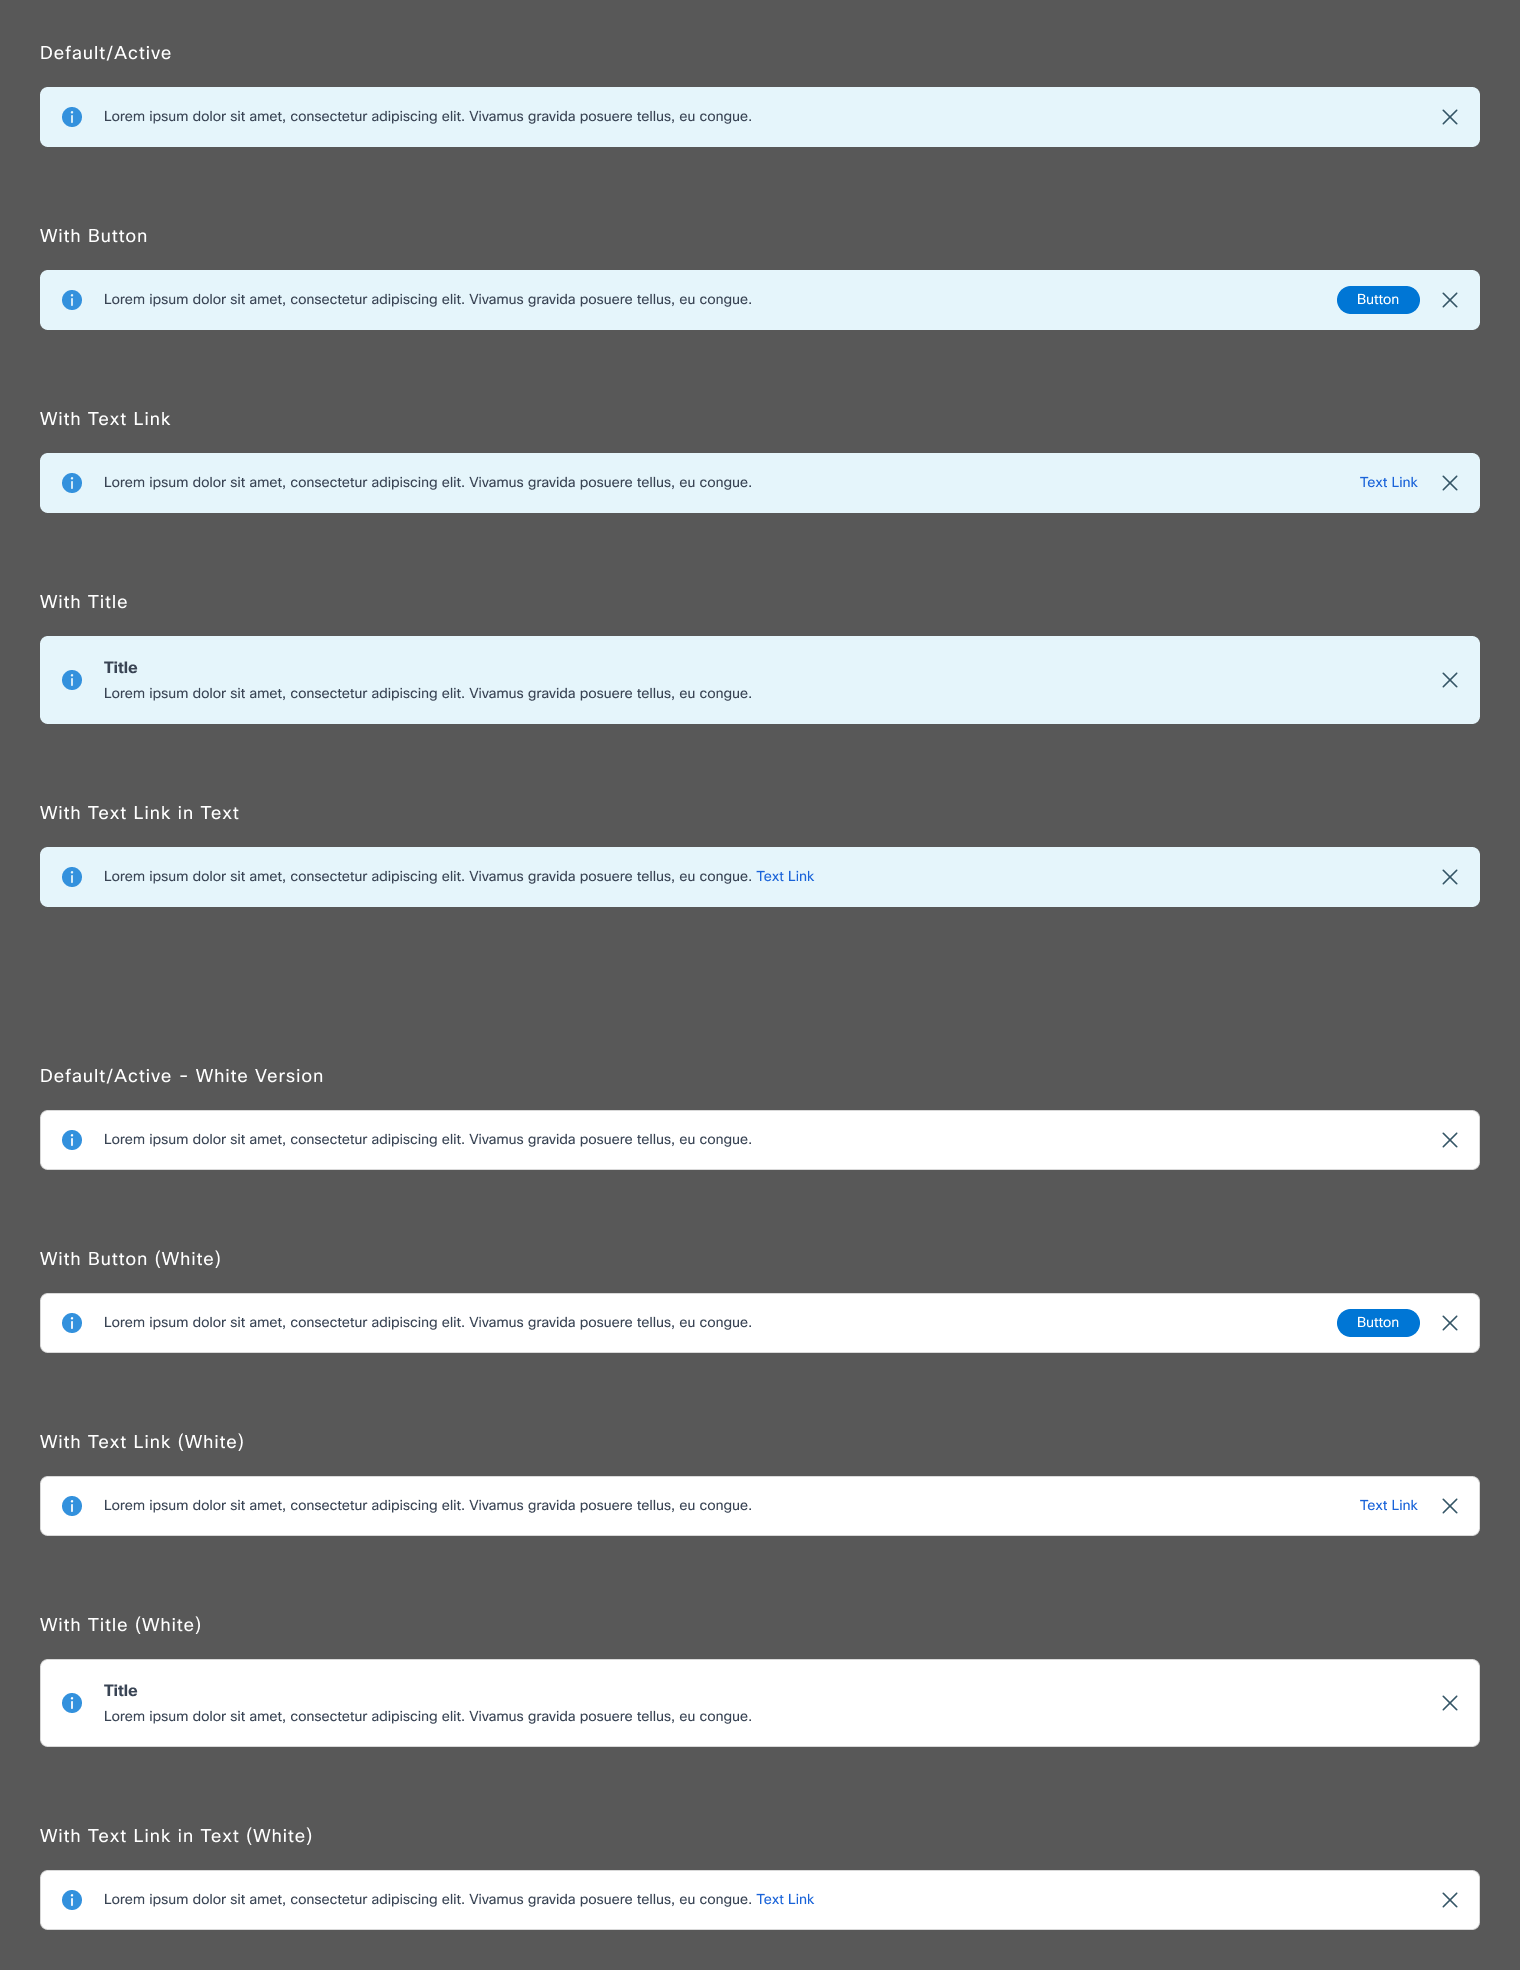 Default/Active
Lorem ipsum dolor sit amet, consectetur adipiscing elit. Vivamus gravida posuere tellus, eu congue.
With Button
Lorem ipsum dolor sit amet, consectetur adipiscing elit. Vivamus gravida posuere tellus, eu congue. Button
With Text Link
Lorem ipsum dolor sit amet, consectetur adipiscing elit. Vivamus gravida posuere tellus, eu congue. Text Link
With Title
Title
Lorem ipsum dolor sit amet, consectetur adipiscing elit. Vivamus gravida posuere tellus, eu congue.
With Text Link in Text
Lorem ipsum dolor sit amet, consectetur adipiscing elit. Vivamus gravida posuere tellus, eu congue. Text Link
Default/Active - White Version
Lorem ipsum dolor sit amet, consectetur adipiscing elit. Vivamus gravida posuere tellus, eu congue.
With Button (White)
Lorem ipsum dolor sit amet, consectetur adipiscing elit. Vivamus gravida posuere tellus, eu congue. Button
With Text Link (White)
Lorem ipsum dolor sit amet, consectetur adipiscing elit. Vivamus gravida posuere tellus, eu congue. Text Link
With Title (White)
Title
Lorem ipsum dolor sit amet, consectetur adipiscing elit. Vivamus gravida posuere tellus, eu congue.
With Text Link in Text (White)
Lorem ipsum dolor sit amet, consectetur adipiscing elit. Vivamus gravida posuere tellus, eu congue. Text Link